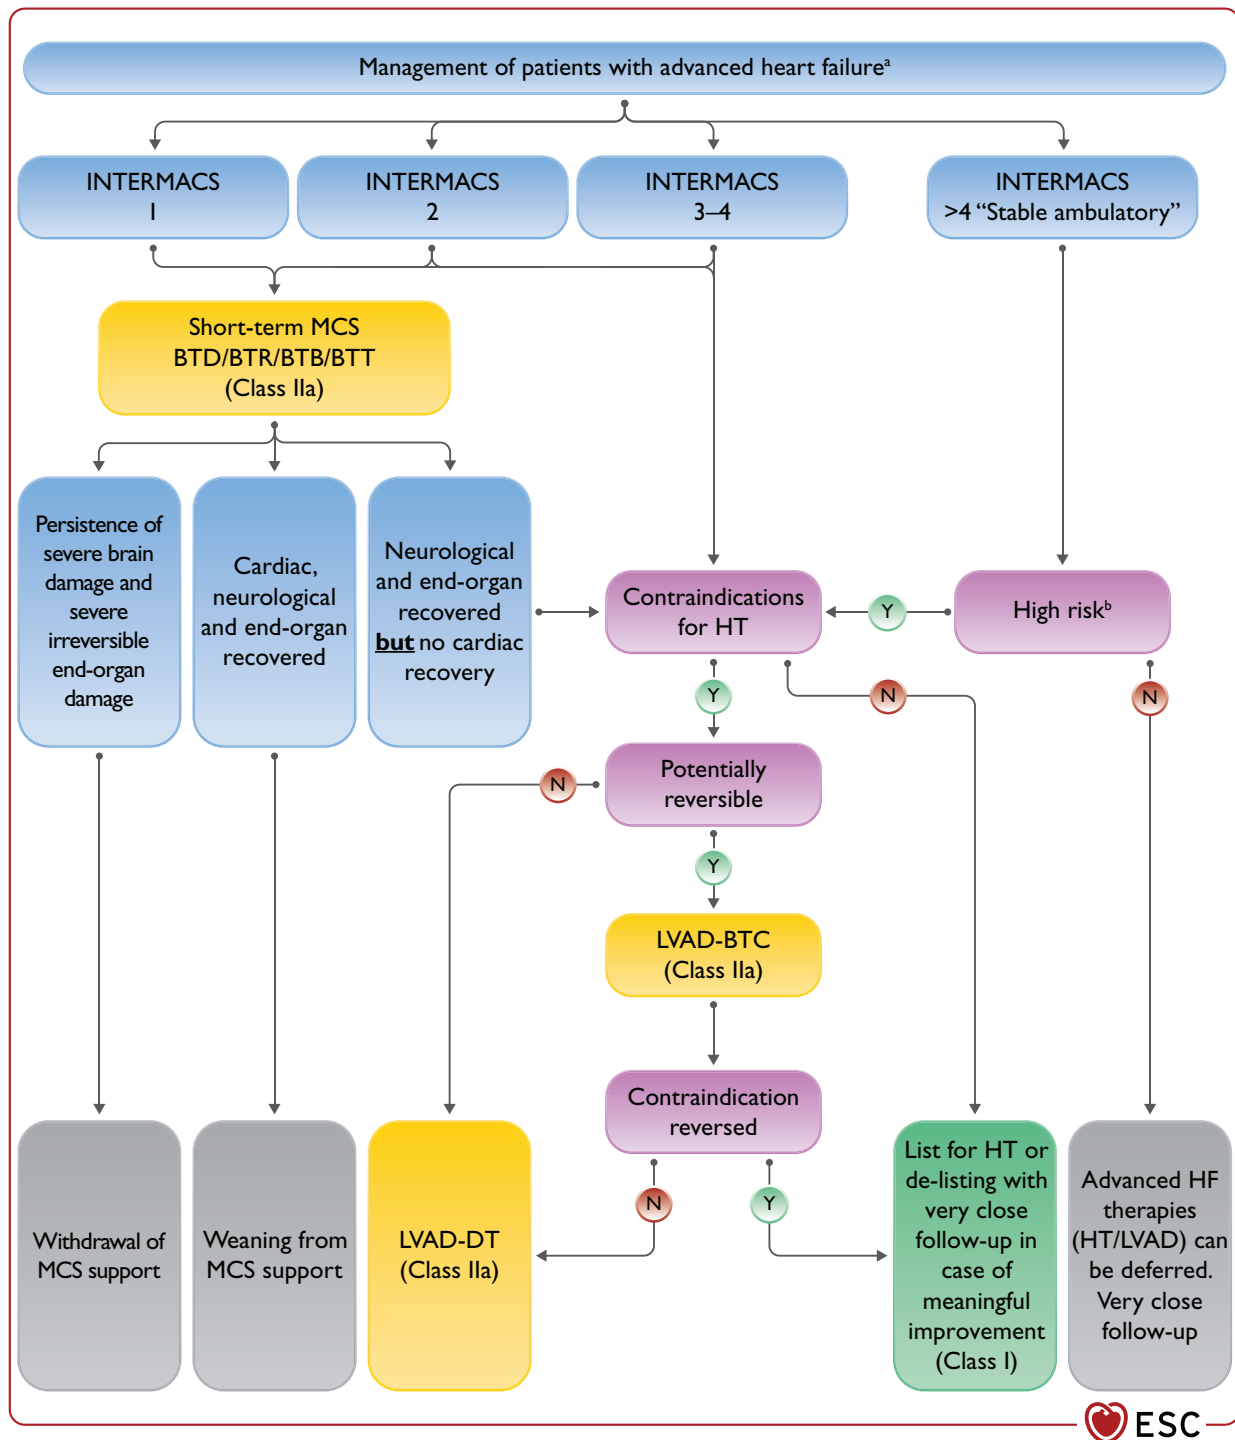 Management of patients with advanced heart failureᵃ
INTERMACS
1
INTERMACS
2
INTERMACS
3–4
INTERMACS
>4 “Stable ambulatory”
Short-term MCS
BTD/BTR/BTB/BTT
(Class IIa)
Persistence of
severe brain
damage and
severe
irreversible
end-organ
damage
Cardiac,
neurological
and end-organ
recovered
Neurological
and end-organ
recovered
but no cardiac
recovery
Contraindications
for HT
Y
High riskᵇ
Y
N
N
Potentially
reversible
N
Y
LVAD-BTC
(Class IIa)
Contraindication
reversed
N
Y
Withdrawal of
MCS support
Weaning from
MCS support
LVAD-DT
(Class IIa)
List for HT or
de-listing with
very close
follow-up in
case of
meaningful
improvement
(Class I)
Advanced HF
therapies
(HT/LVAD) can
be deferred.
Very close
follow-up
ESC